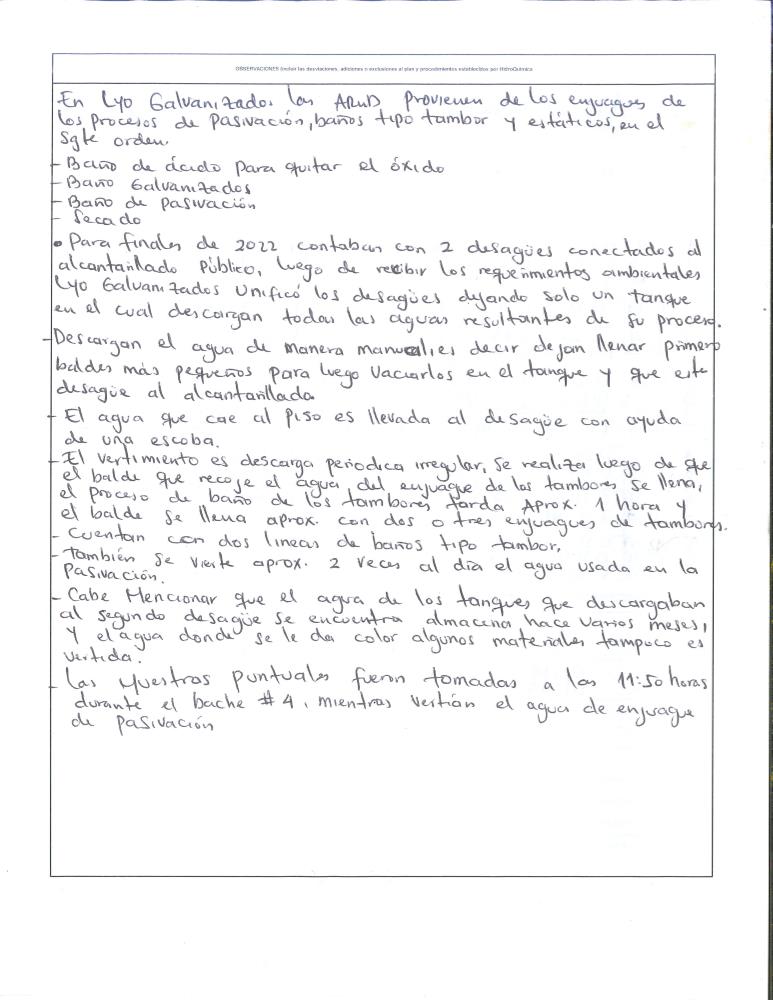 OBSERVACIONES (incluir las desviaciones, adiciones o exclusiones al plan y procedimientos establecidos por HidroQuímica
En Lyo Galvanizados las ARnD provienen de los enjuagues de
los procesos de Pasivación, baños tipo tambor y estáticos, en el
Sgte orden.
- Baño de ácido para quitar el óxido
- Baño Galvanizados
- Baño de Pasivación
- Secado
• Para finales de 2022 contaban con 2 desagües conectados al
alcantarillado Público, luego de recibir los requerimientos ambientales
Lyo Galvanizados unificó los desagües dejando solo un tanque
en el cual descargan todas las aguas resultantes de su proceso.
- Descargan el agua de manera manual, es decir dejan llenar primero
baldes más pequeños para luego vaciarlos en el tanque y que este
desagüe al alcantarillado
- El agua que cae al piso es llevada al desagüe con ayuda
de una escoba.
- El vertimiento es descarga periodica irregular, se realiza luego de que
el balde que recoje el agua del enjuague de los tambores se llena,
el proceso de baño de los tambores tarda Aprox. 1 hora y
el balde se llena aprox. con dos o tres enjuagues de tambores.
- Cuentan con dos lineas de baños tipo tambor,
- También se vierte aprox. 2 veces al día el agua usada en la
Pasivación.
- Cabe Mencionar que el agua de los tanques que descargaban
al segundo desagüe se encuentra almacena hace varios meses,
y el agua donde se le da color algunos materiales tampoco es
vertida.
- Las Muestras puntuales fueron tomadas a las 11:50 horas
durante el bache # 4, mientras vertían el agua de enjuague
de pasivación